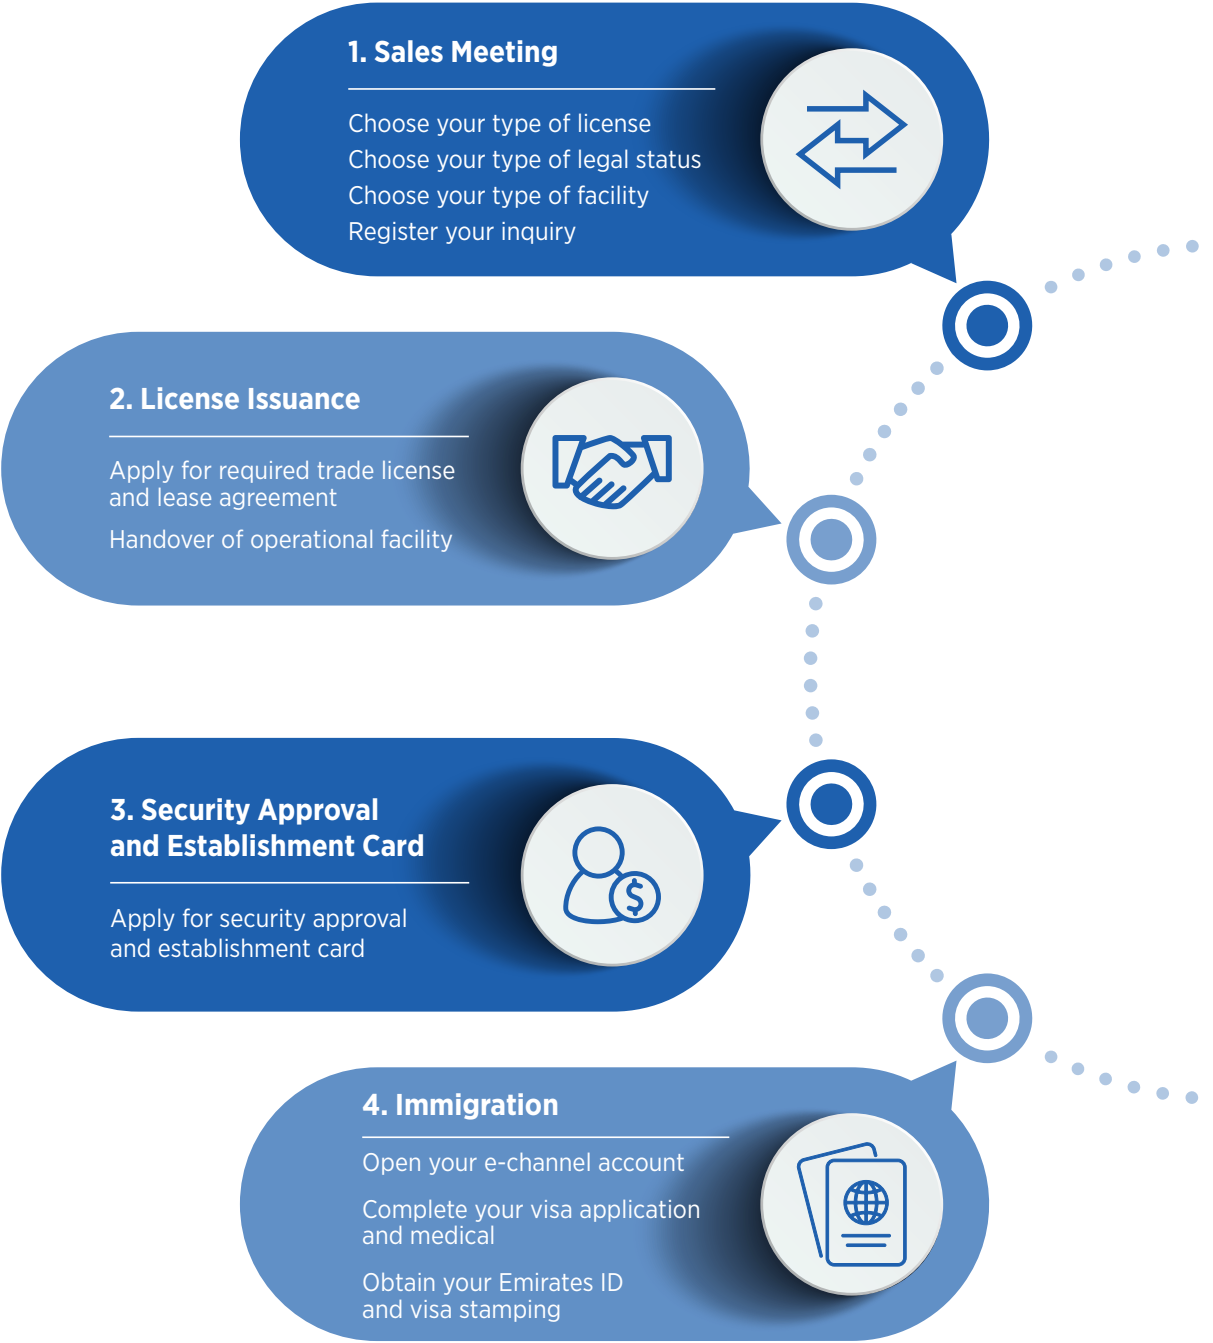 1. Sales Meeting
Choose your type of license
Choose your type of legal status
Choose your type of facility
Register your inquiry
2. License Issuance
Apply for required trade license
and lease agreement
Handover of operational facility
3. Security Approval
and Establishment Card
Apply for security approval
and establishment card
$
4. Immigration
Open your e-channel account
Complete your visa application
and medical
Obtain your Emirates ID
and visa stamping